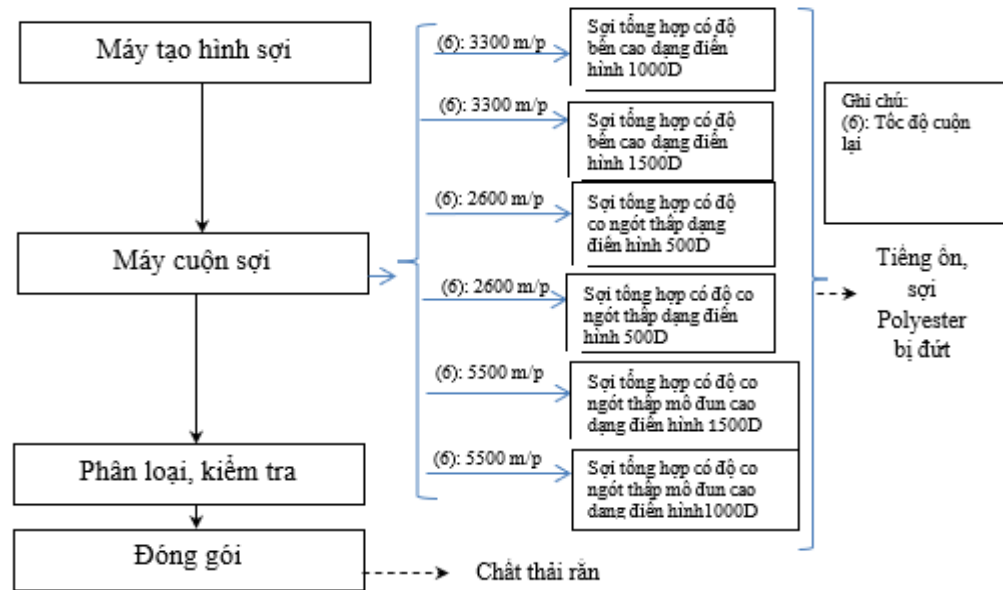 Máy tạo hình sợi
(6): 3300 m/p
Sợi tổng hợp có độ
bền cao dạng điển
hình 1000D
(6): 3300 m/p
Sợi tổng hợp có độ
bền cao dạng điển
hình 1500D
Ghi chú:
(6): Tốc độ cuộn
lại
Máy cuộn sợi
(6): 2600 m/p
Sợi tổng hợp có độ
co ngót thấp dạng
điển hình 500D
(6): 2600 m/p
Sợi tổng hợp có độ co
ngót thấp dạng điển
hình 500D
Tiếng ồn,
sợi
Polyester
bị đứt
(6): 5500 m/p
Sợi tổng hợp có độ co
ngót thấp mô đun cao
dạng điển hình 1500D
Phân loại, kiểm tra
(6): 5500 m/p
Sợi tổng hợp có độ co
ngót thấp mô đun cao
dạng điển hình1000D
Đóng gói
Chất thải rắn